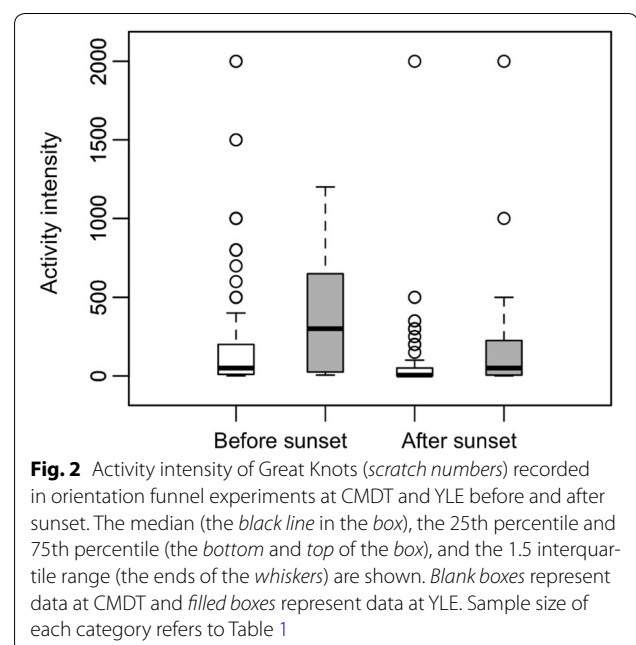 2000
1500
1000
500
0
Activity intensity
Before sunset After sunset
Fig. 2 Activity intensity of Great Knots (scratch numbers) recorded
in orientation funnel experiments at CMDT and YLE before and after
sunset. The median (the black line in the box), the 25th percentile and
75th percentile (the bottom and top of the box), and the 1.5 interquar-
tile range (the ends of the whiskers) are shown. Blank boxes represent
data at CMDT and filled boxes represent data at YLE. Sample size of
each category refers to Table 1